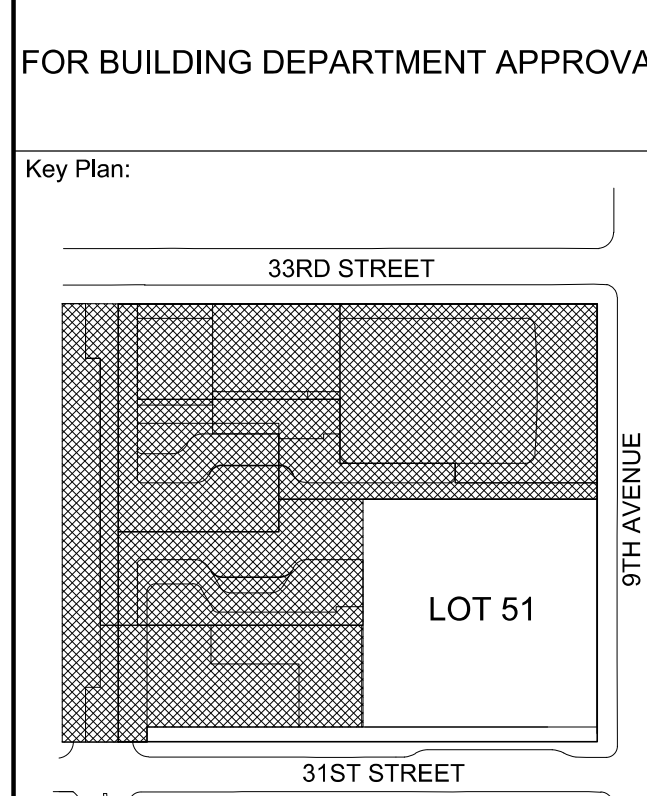 FOR BUILDING DEPARTMENT APPROVA
Key Plan:
33RD STREET
9TH AVENUE
LOT 51
31ST STREET